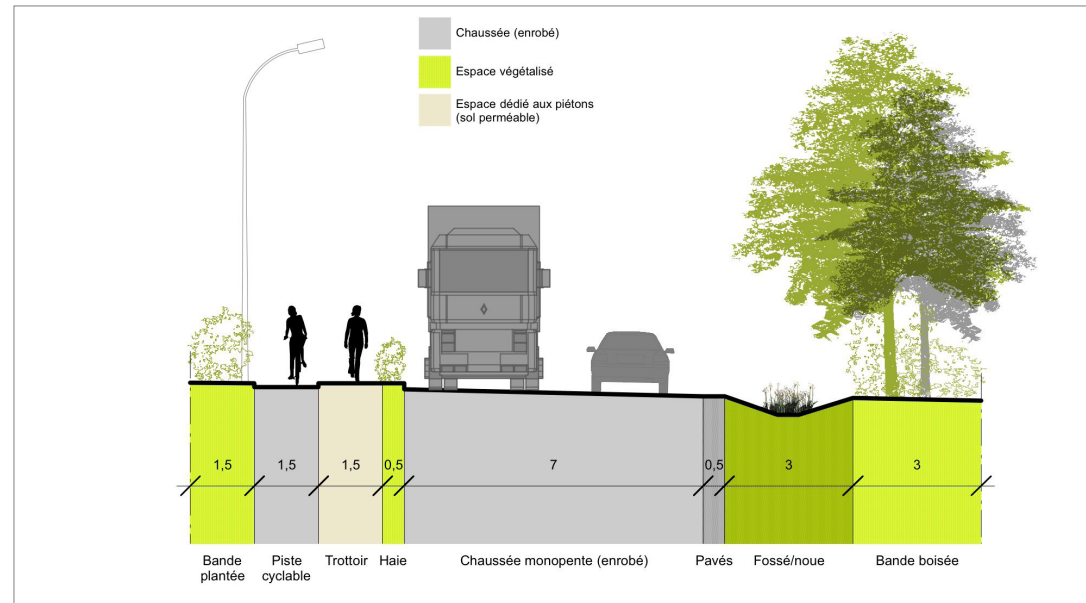 Chaussée (enrobé)
Espace végétalisé
Espace dédié aux piétons
(sol perméable)
1,5
1,5
1,5
0,5
7
0,5
3
3
Bande
plantée
Piste
cyclable
Trottoir
Haie
Chaussée monopente (enrobé)
Pavés
Fossé/noue
Bande boisée